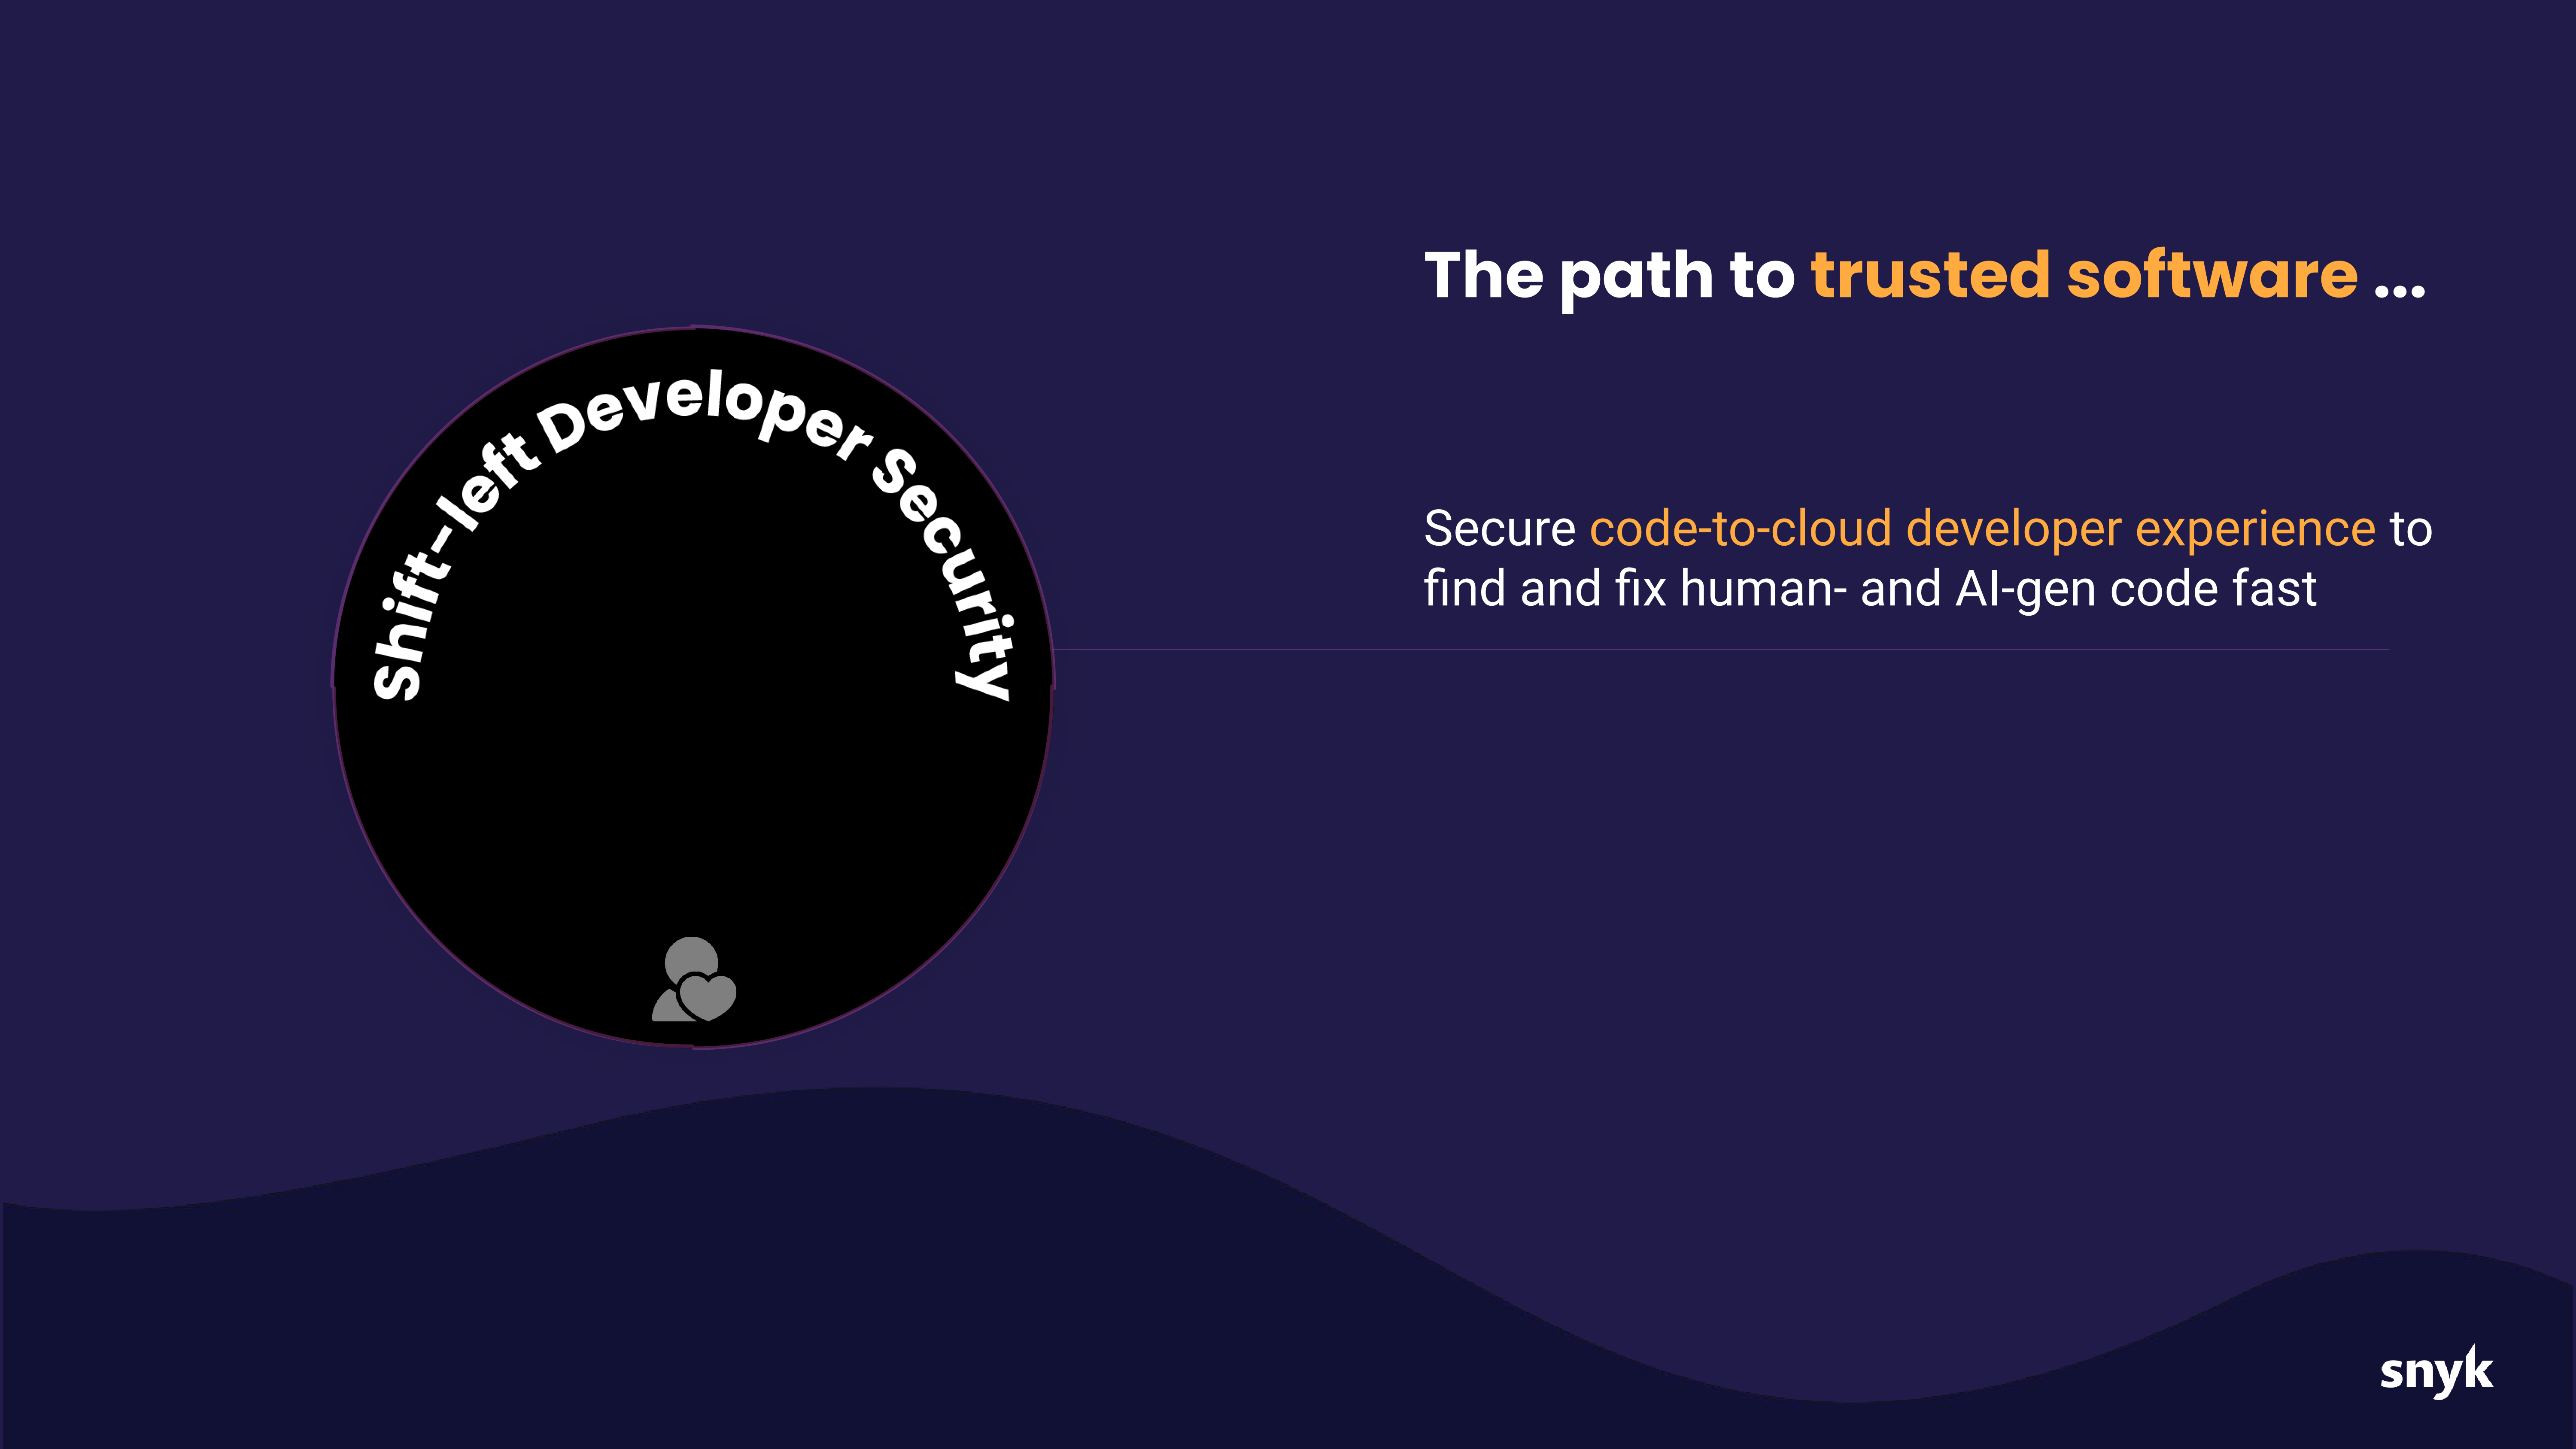 The path to trusted software ...
Shift-left Developer Security
Secure code-to-cloud developer experience to
find and fix human- and AI-gen code fast
snyk